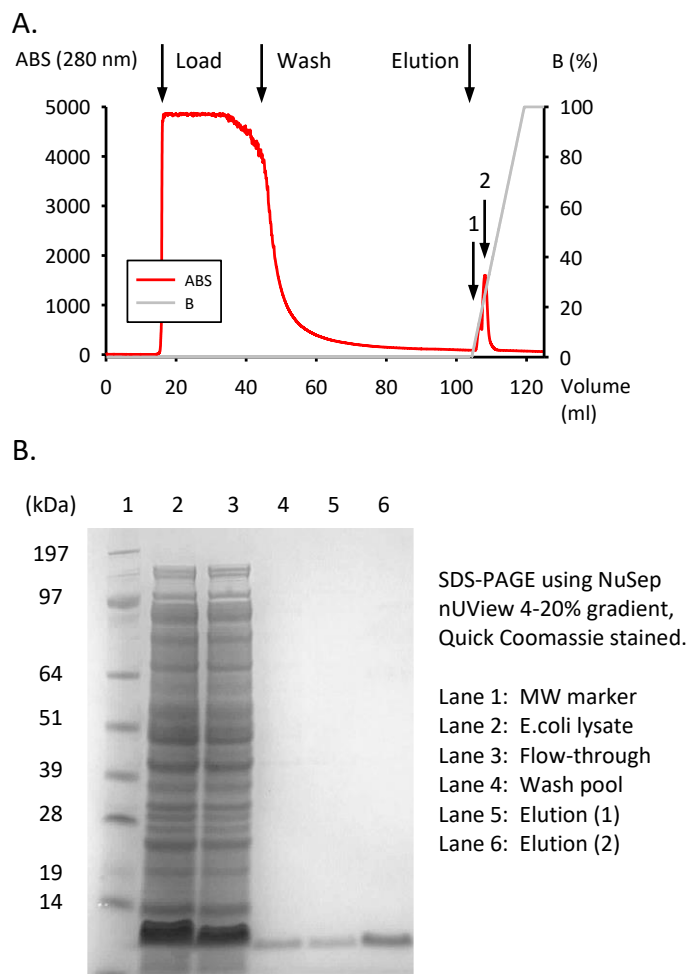 A.
ABS (280 nm) Load Wash Elution B (%)
5000 100
4000 80
3000 60
2000 40
1000 20
0 0
2
1
ABS
B
0 20 40 60 80 100 120 Volume
(ml)
B.
(kDa) 1 2 3 4 5 6
197
97
64
51
39
28
19
14
SDS-PAGE using NuSep
nUView 4-20% gradient,
Quick Coomassie stained.
Lane 1: MW marker
Lane 2: E.coli lysate
Lane 3: Flow-through
Lane 4: Wash pool
Lane 5: Elution (1)
Lane 6: Elution (2)